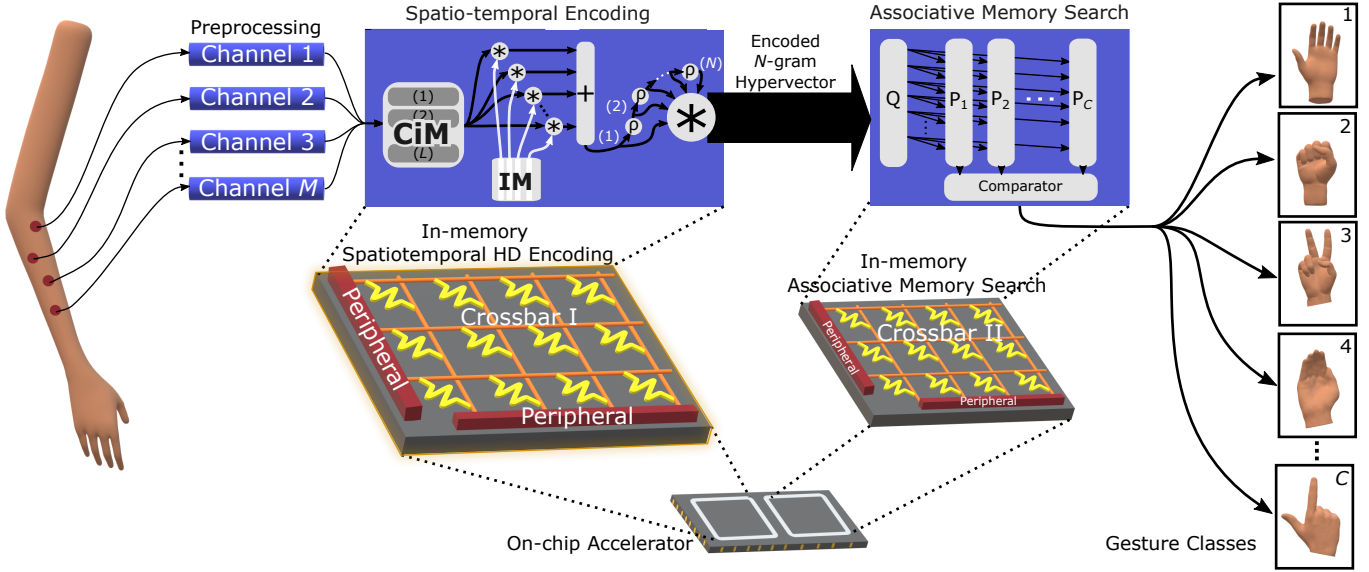 Preprocessing
Channel 1
Channel 2
Channel 3
Channel M
Spatio-temporal Encoding
(1)
(2)
CiM
(L)
*
*
*
*
IM
+
(1)
ρ
(2)
ρ
ρ
(N)
*
Encoded
N-gram
Hypervector
Associative Memory Search
Q
P1
P2
PC
Comparator
In-memory
Spatiotemporal HD Encoding
Peripheral
Crossbar I
Peripheral
In-memory
Associative Memory Search
Peripheral
Crossbar II
Peripheral
On-chip Accelerator
1
2
3
4
C
Gesture Classes